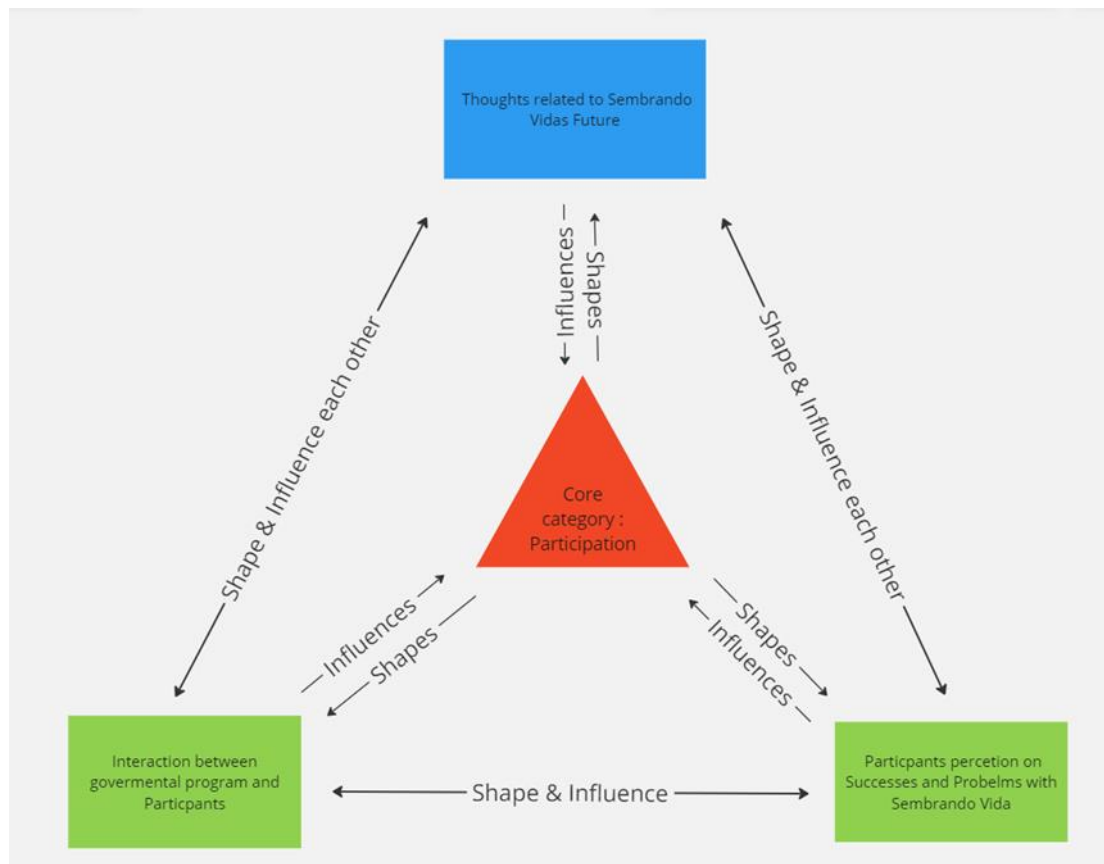 Thoughts related to Sembrando
Vidas Future
Influences
Shapes
Shape & Influence each other
Shape & Influence each other
Core
category :
Participation
Influences
Shapes
Shapes
Influences
Interaction between
govermental program and
Particpants
Shape & Influence
Particpants percetion on
Successes and Probelms with
Sembrando Vida